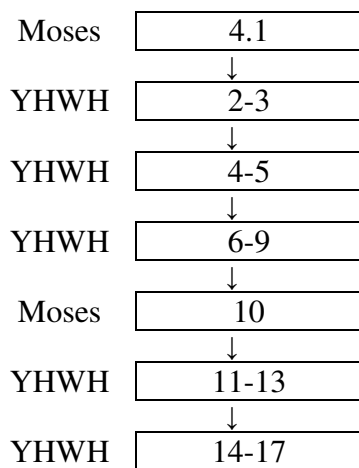 Moses 4.1
↓
YHWH 2-3
↓
YHWH 4-5
↓
YHWH 6-9
↓
Moses 10
↓
YHWH 11-13
↓
YHWH 14-17